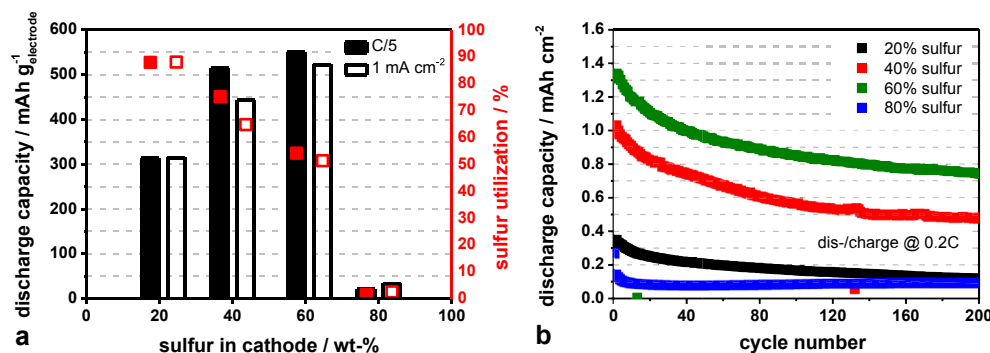 600
500
400
300
200
100
0
discharge capacity / mAh g electrode -1
C/5
1 mA cm-2
100
90
80
70
60
50
40
30
20
10
0
sulfur utilization / %
0 20 40 60 80 100
sulfur in cathode / wt-%
a
1.6
1.4
1.2
1.0
0.8
0.6
0.4
0.2
0.0
discharge capacity / mAh cm-2
20% sulfur
40% sulfur
60% sulfur
80% sulfur
dis-/charge @ 0.2C
0 40 80 120 160 200
cycle number
b